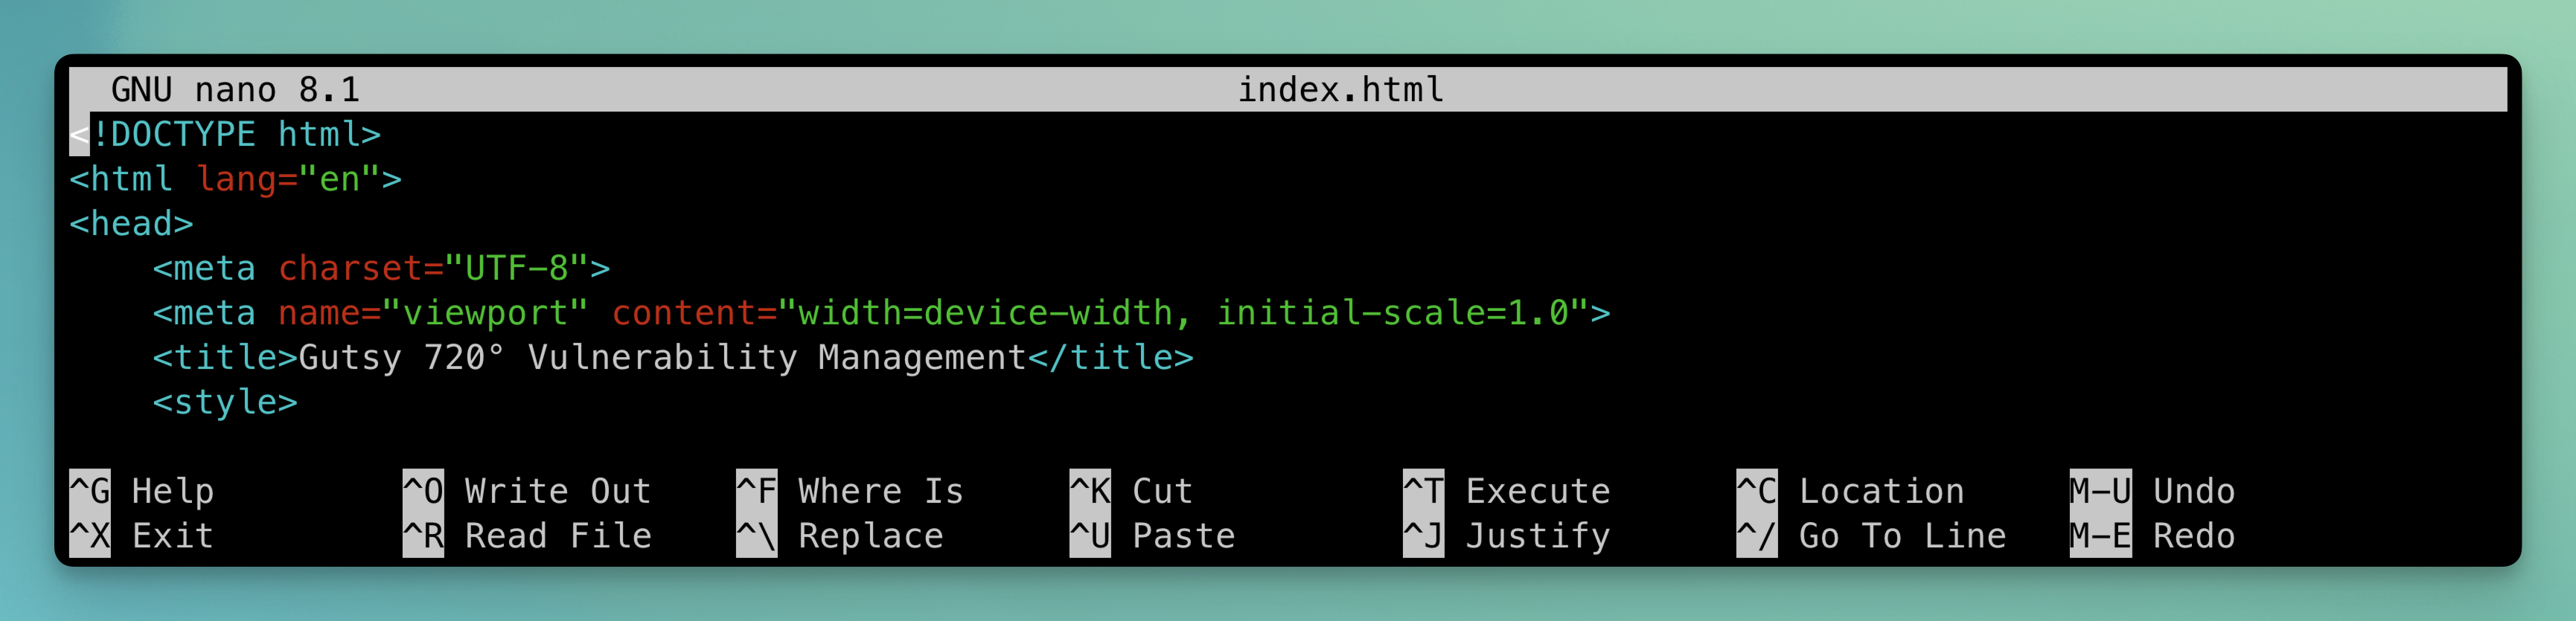 GNU nano 8.1 index.html
<!DOCTYPE html>
<html lang="en">
<head>
    <meta charset="UTF-8">
    <meta name="viewport" content="width=device-width, initial-scale=1.0">
    <title>Gutsy 720° Vulnerability Management</title>
    <style>
^G Help ^O Write Out ^F Where Is ^K Cut ^T Execute ^C Location M-U Undo
^X Exit ^R Read File ^\ Replace ^U Paste ^J Justify ^/ Go To Line M-E Redo